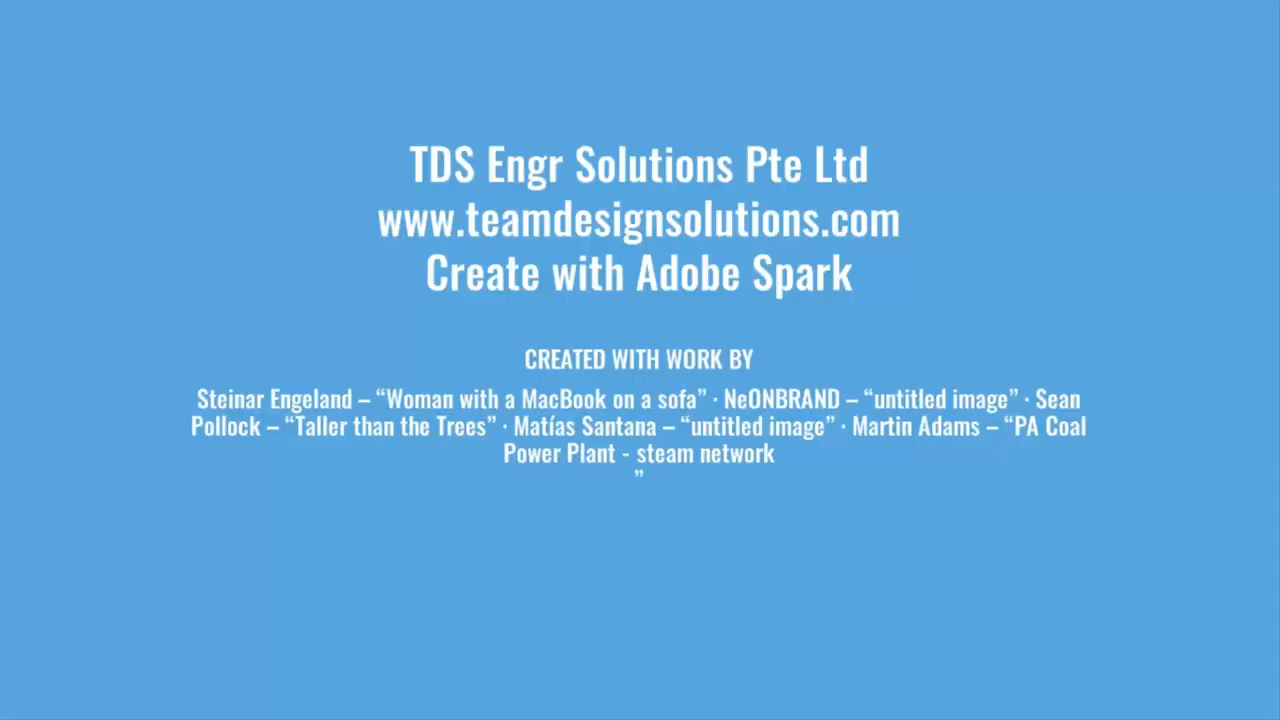 TDS Engr Solutions Pte Ltd
www.teamdesignsolutions.com
Create with Adobe Spark
CREATED WITH WORK BY
Steinar Engeland – “Woman with a MacBook on a sofa” · NeONBRAND – “untitled image” · Sean
Pollock – “Taller than the Trees” · Matías Santana – “untitled image” · Martin Adams – “PA Coal
Power Plant - steam network
”